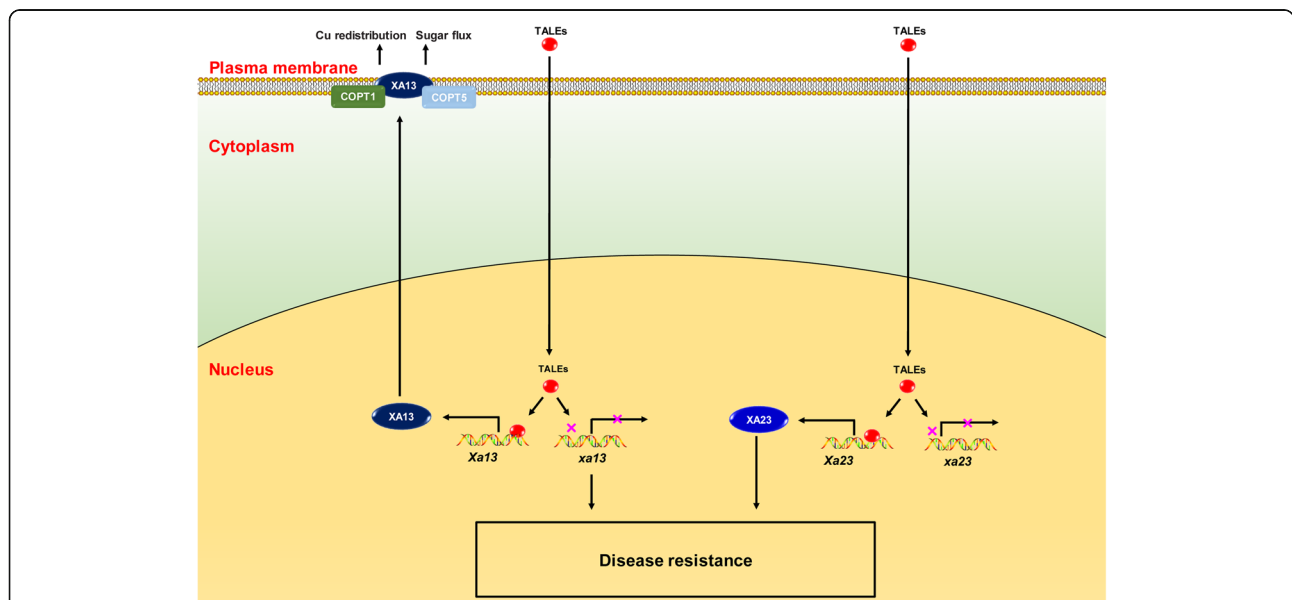 Cu redistribution Sugar flux
TALEs
TALEs
Plasma membrane
XA13
COPT1
COPT5
Cytoplasm
Nucleus
TALEs
TALEs
XA13
XA23
Xa13
xa13
Xa23
xa23
Disease resistance